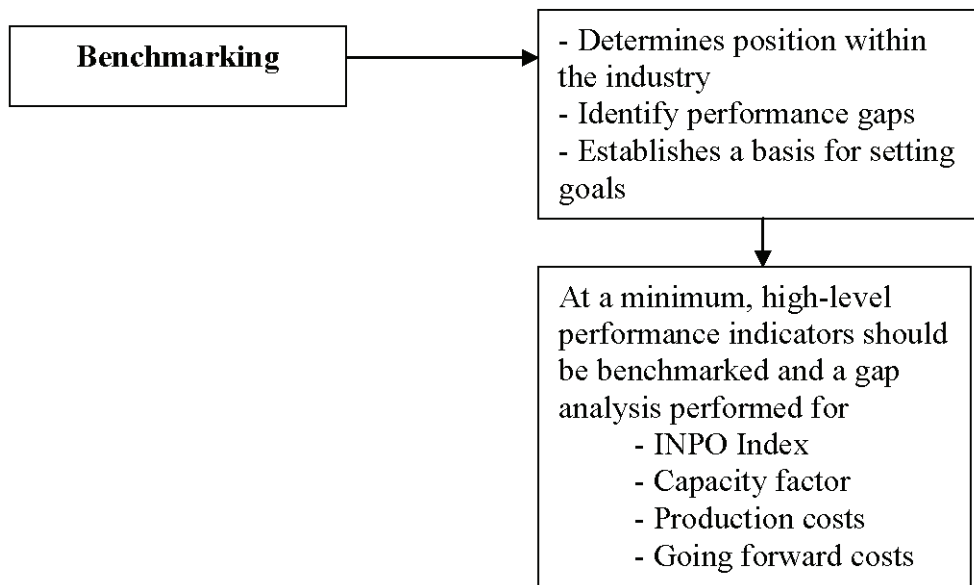 Benchmarking
- Determines position within
the industry
- Identify performance gaps
- Establishes a basis for setting
goals
At a minimum, high-level
performance indicators should
be benchmarked and a gap
analysis performed for
- INPO Index
- Capacity factor
- Production costs
- Going forward costs